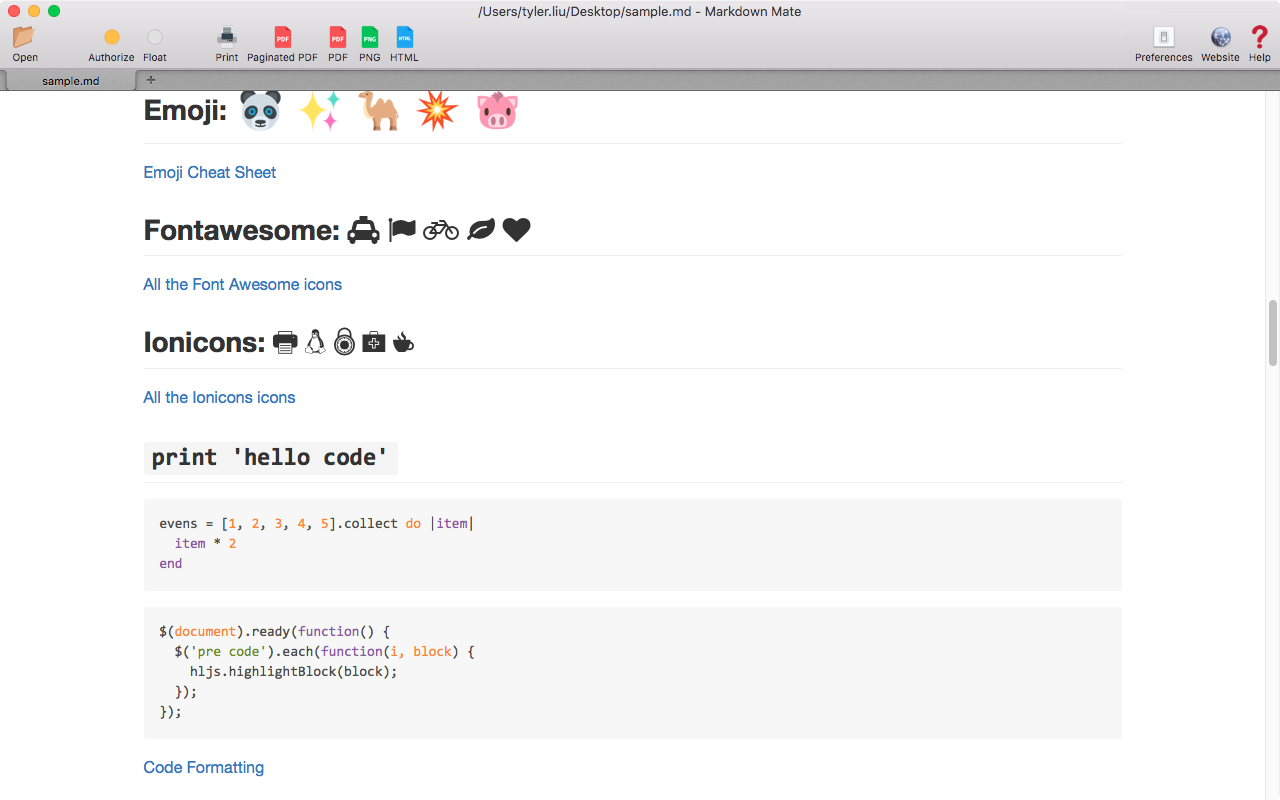 /Users/tyler.liu/Desktop/sample.md - Markdown Mate
PDF PDF PNG HTML
Open Authorize Float Print Paginated PDF PDF PNG HTML Preferences Website Help
sample.md +
Emoji: 🐼 ✨ 🐫 💥 🐷
Emoji Cheat Sheet
Fontawesome:
All the Font Awesome icons
Ionicons:
All the Ionicons icons
print 'hello code'
evens = [1, 2, 3, 4, 5].collect do |item|
  item * 2
end
$(document).ready(function() {
  $('pre code').each(function(i, block) {
    hljs.highlightBlock(block);
  });
});
Code Formatting